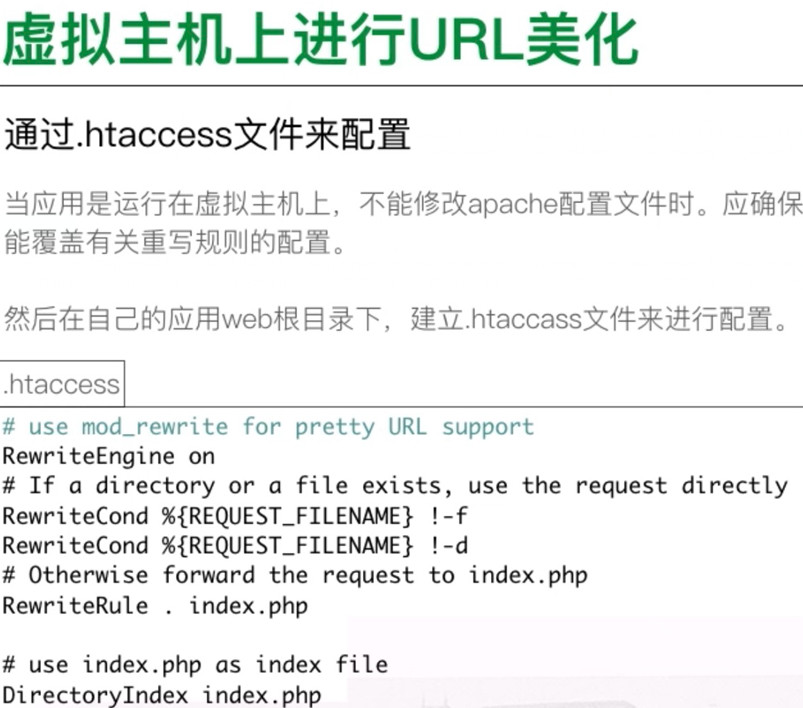 虚拟主机上进行URL美化
通过.htaccess文件来配置
当应用是运行在虚拟主机上，不能修改apache配置文件时。应确保
能覆盖有关重写规则的配置。
然后在自己的应用web根目录下，建立.htaccass文件来进行配置。
.htaccess
# use mod_rewrite for pretty URL support
RewriteEngine on
# If a directory or a file exists, use the request directly
RewriteCond %{REQUEST_FILENAME} !-f
RewriteCond %{REQUEST_FILENAME} !-d
# Otherwise forward the request to index.php
RewriteRule . index.php
# use index.php as index file
DirectoryIndex index.php